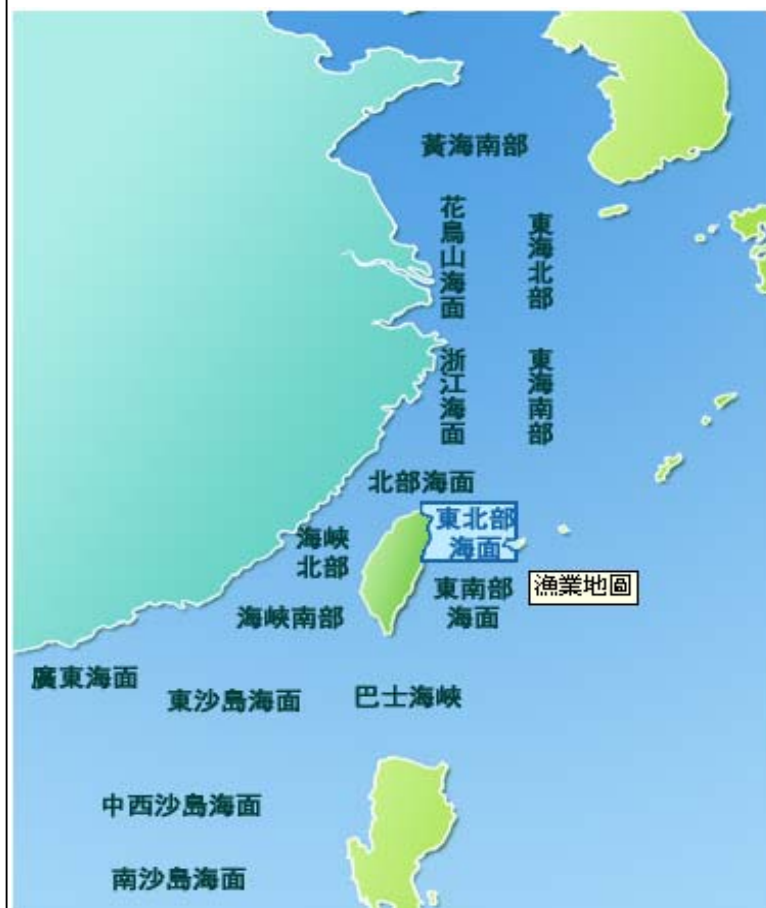 黃海南部
花鳥山海面
東海北部
浙江海面
東海南部
北部海面
東北部
海面
海峽
北部
東南部
海面
漁業地圖
海峽南部
廣東海面
東沙島海面
巴士海峽
中西沙島海面
南沙島海面